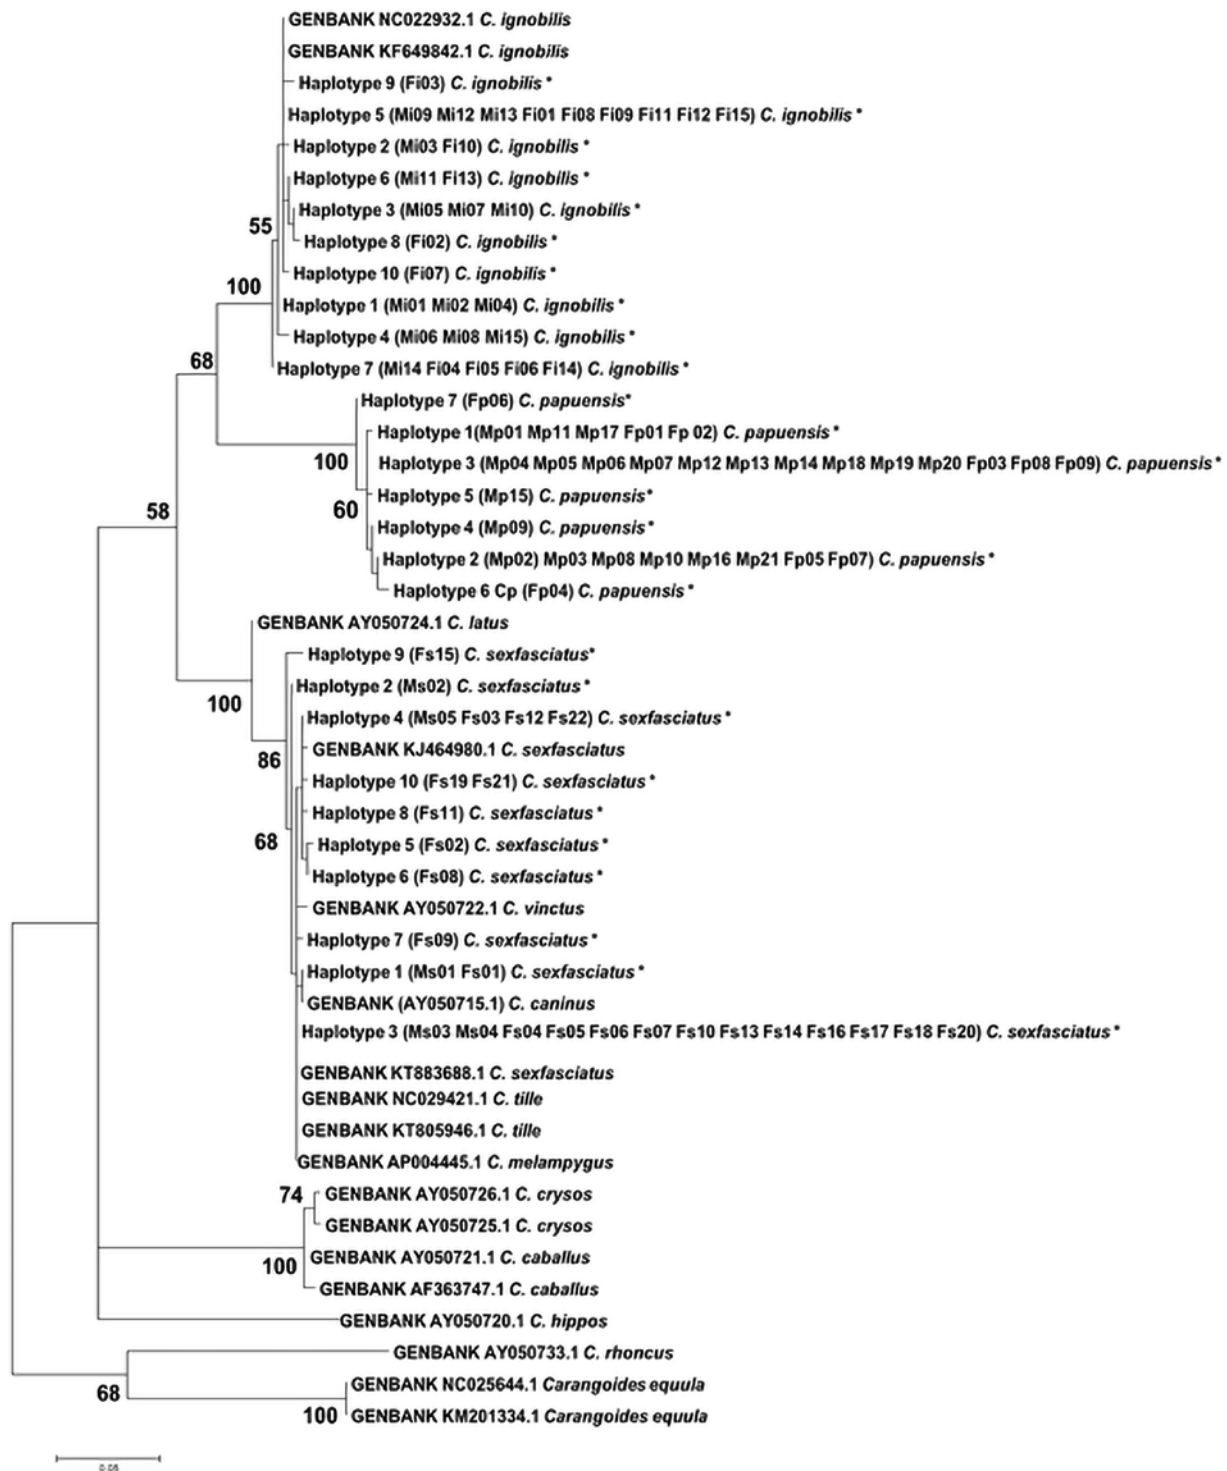 GENBANK NC022932.1 C. ignobilis
GENBANK KF649842.1 C. ignobilis
Haplotype 9 (Fi03) C. ignobilis *
Haplotype 5 (Mi09 Mi12 Mi13 Fi01 Fi08 Fi09 Fi11 Fi12 Fi15) C. ignobilis *
Haplotype 2 (Mi03 Fi10) C. ignobilis *
Haplotype 6 (Mi11 Fi13) C. ignobilis *
Haplotype 3 (Mi05 Mi07 Mi10) C. ignobilis *
55
Haplotype 8 (Fi02) C. ignobilis *
Haplotype 10 (Fi07) C. ignobilis *
100
Haplotype 1 (Mi01 Mi02 Mi04) C. ignobilis *
Haplotype 4 (Mi06 Mi08 Mi15) C. ignobilis *
68
Haplotype 7 (Mi14 Fi04 Fi05 Fi06 Fi14) C. ignobilis *
Haplotype 7 (Fp06) C. papuensis*
Haplotype 1(Mp01 Mp11 Mp17 Fp01 Fp 02) C. papuensis *
100
Haplotype 3 (Mp04 Mp05 Mp06 Mp07 Mp12 Mp13 Mp14 Mp18 Mp19 Mp20 Fp03 Fp08 Fp09) C. papuensis *
Haplotype 5 (Mp15) C. papuensis*
58
60
Haplotype 4 (Mp09) C. papuensis*
Haplotype 2 (Mp02) Mp03 Mp08 Mp10 Mp16 Mp21 Fp05 Fp07) C. papuensis *
Haplotype 6 Cp (Fp04) C. papuensis *
GENBANK AY050724.1 C. latus
Haplotype 9 (Fs15) C. sexfasciatus*
Haplotype 2 (Ms02) C. sexfasciatus *
100
Haplotype 4 (Ms05 Fs03 Fs12 Fs22) C. sexfasciatus *
GENBANK KJ464980.1 C. sexfasciatus
86
Haplotype 10 (Fs19 Fs21) C. sexfasciatus *
Haplotype 8 (Fs11) C. sexfasciatus *
68
Haplotype 5 (Fs02) C. sexfasciatus *
Haplotype 6 (Fs08) C. sexfasciatus *
GENBANK AY050722.1 C. vinctus
Haplotype 7 (Fs09) C. sexfasciatus *
Haplotype 1 (Ms01 Fs01) C. sexfasciatus *
GENBANK (AY050715.1) C. caninus
Haplotype 3 (Ms03 Ms04 Fs04 Fs05 Fs06 Fs07 Fs10 Fs13 Fs14 Fs16 Fs17 Fs18 Fs20) C. sexfasciatus *
GENBANK KT883688.1 C. sexfasciatus
GENBANK NC029421.1 C. tille
GENBANK KT805946.1 C. tille
GENBANK AP004445.1 C. melampygus
74
GENBANK AY050726.1 C. crysos
GENBANK AY050725.1 C. crysos
GENBANK AY050721.1 C. caballus
100
GENBANK AF363747.1 C. caballus
GENBANK AY050720.1 C. hippos
GENBANK AY050733.1 C. rhoncus
GENBANK NC025644.1 Carangoides equula
68
100
GENBANK KM201334.1 Carangoides equula
0.05